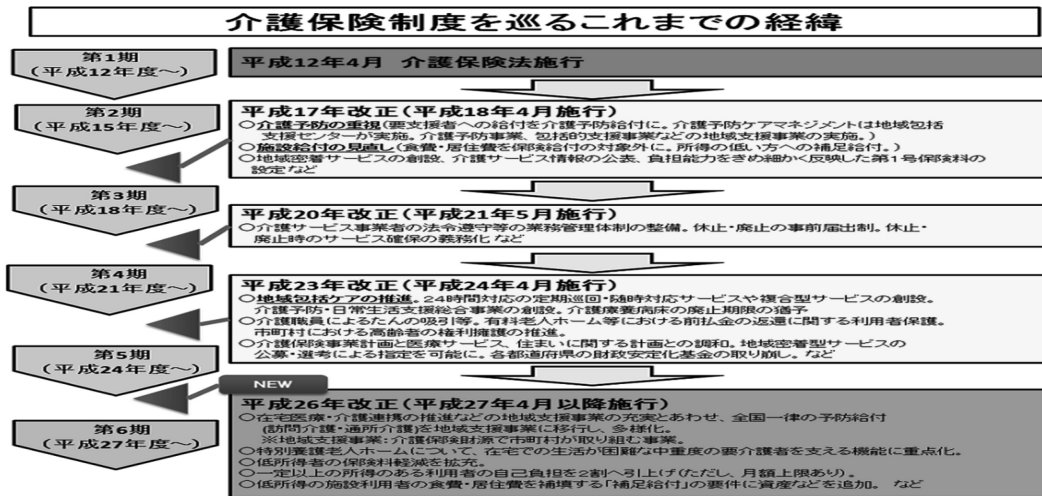 介護保険制度を巡るこれまでの経緯
第1期
(平成12年度~)
平成12年4月 介護保険法施行
第2期
(平成15年度~)
平成17年改正(平成18年4月施行)
○介護予防の重視(要支援者への給付を介護予防給付に。介護予防ケアマネジメントは地域包括
支援センターが実施。介護予防事業、包括的支援事業などの地域支援事業の実施。)
○施設給付の見直し(食費・居住費を保険給付の対象外に。所得の低い方への補足給付。)
○地域密着サービスの創設、介護サービス情報の公表、負担能力をきめ細かく反映した第1号保険料の
設定など
第3期
(平成18年度~)
平成20年改正(平成21年5月施行)
○介護サービス事業者の法令遵守等の業務管理体制の整備。休止・廃止の事前届出制。休止・
廃止時のサービス確保の義務化 など
第4期
(平成21年度~)
平成23年改正(平成24年4月施行)
○地域包括ケアの推進。24時間対応の定期巡回・随時対応サービスや複合型サービスの創設。
介護予防・日常生活支援総合事業の創設。介護療養病床の廃止期限の猶予
○介護職員によるたんの吸引等。有料老人ホーム等における前払金の返還に関する利用者保護。
市町村における高齢者の権利擁護の推進。
○介護保険事業計画と医療サービス、住まいに関する計画との調和。地域密着型サービスの
公募・選考による指定を可能に。各都道府県の財政安定化基金の取り崩し。など
第5期
(平成24年度~)
NEW
平成26年改正(平成27年4月以降施行)
○在宅医療・介護連携の推進などの地域支援事業の充実とあわせ、全国一律の予防給付
(訪問介護・通所介護)を地域支援事業に移行し、多様化。
※地域支援事業:介護保険財源で市町村が取り組む事業。
○特別養護老人ホームについて、在宅での生活が困難な中重度の要介護者を支える機能に重点化。
○低所得者の保険料軽減を拡充。
○一定以上の所得のある利用者の自己負担を2割へ引上げ(ただし、月額上限あり)。
○低所得の施設利用者の食費・居住費を補填する「補足給付」の要件に資産などを追加。 など
第6期
(平成27年度~)